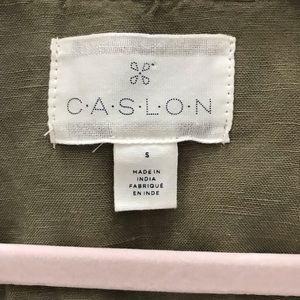 C·A·S·L·O·N
S
MADE IN
INDIA
FABRIQUÉ
EN INDE